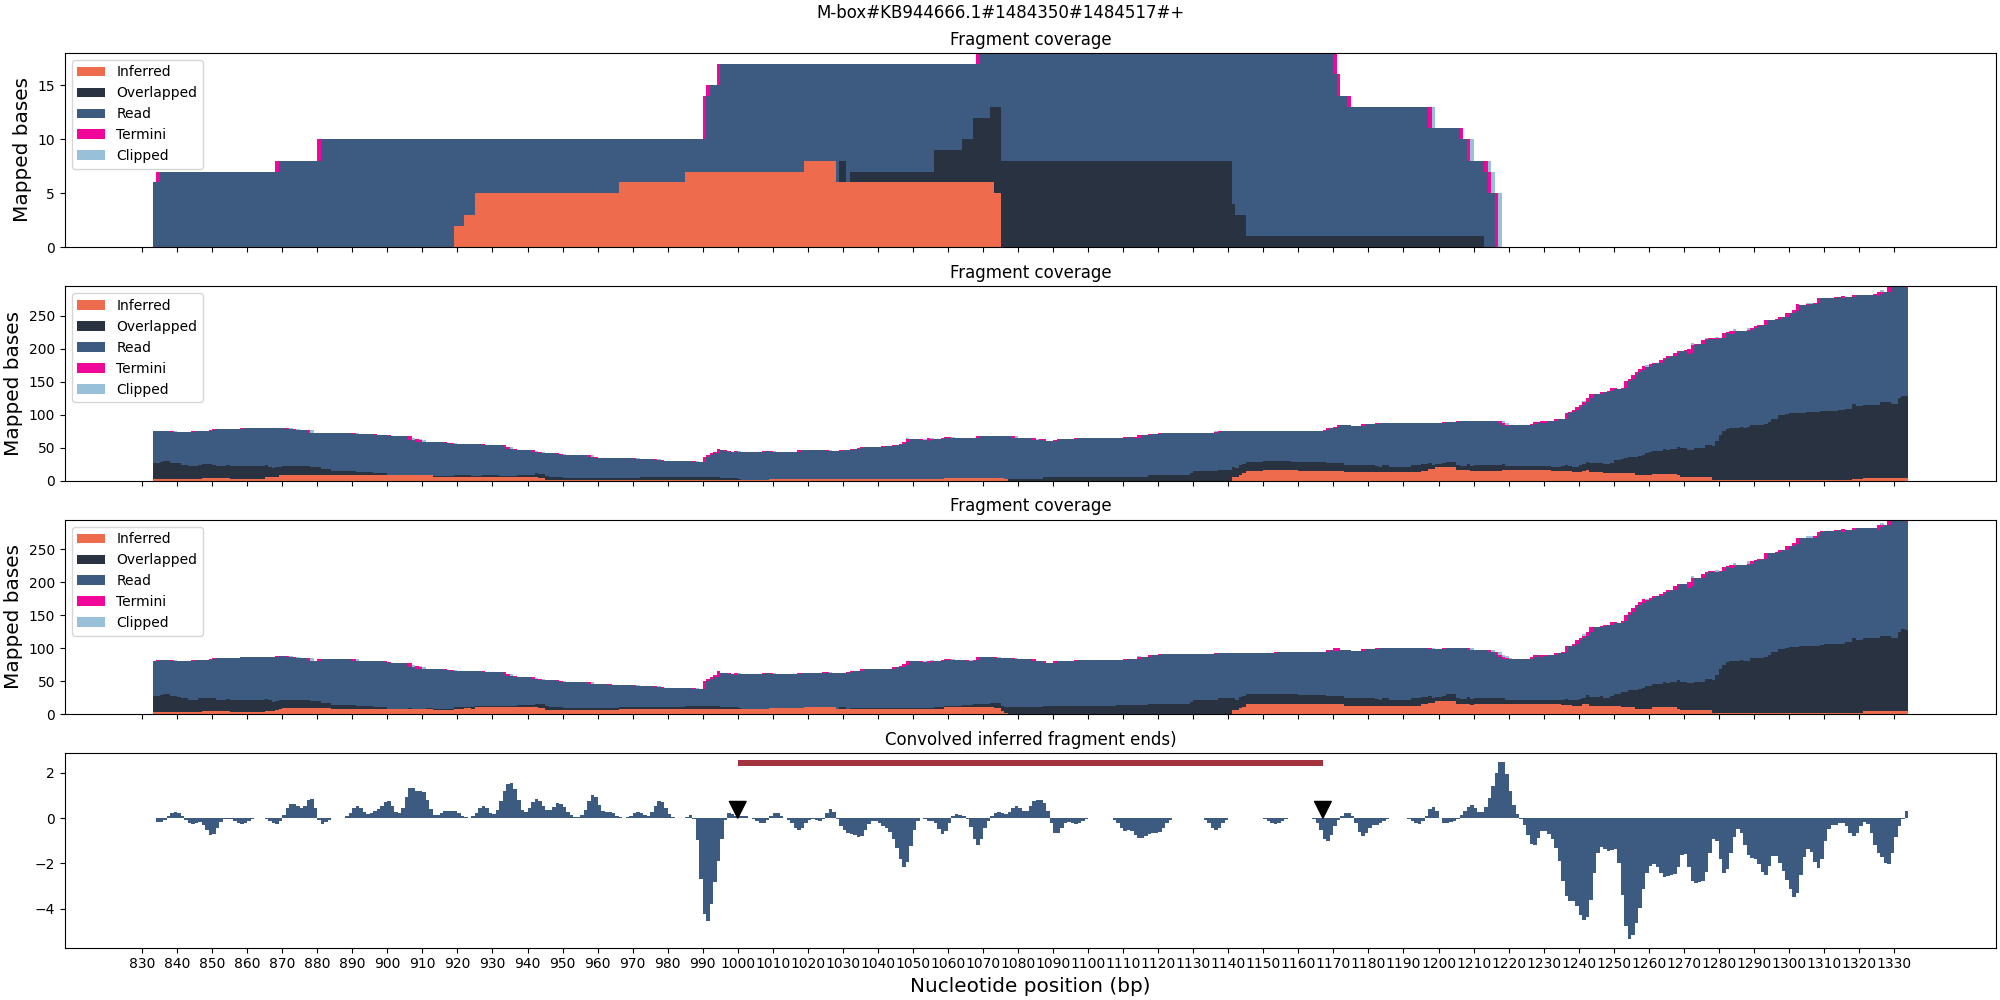 M-box#KB944666.1#1484350#1484517#+
Fragment coverage
Mapped bases
15
10
5
0
Inferred
Overlapped
Read
Termini
Clipped
Fragment coverage
Mapped bases
250
200
150
100
50
0
Inferred
Overlapped
Read
Termini
Clipped
Fragment coverage
Mapped bases
250
200
150
100
50
0
Inferred
Overlapped
Read
Termini
Clipped
Convolved inferred fragment ends)
2
0
−2
−4
830 840 850 860 870 880 890 900 910 920 930 940 950 960 970 980 990 1000 1010 1020 1030 1040 1050 1060 1070 1080 1090 1100 1110 1120 1130 1140 1150 1160 1170 1180 1190 1200 1210 1220 1230 1240 1250 1260 1270 1280 1290 1300 1310 1320 1330
Nucleotide position (bp)